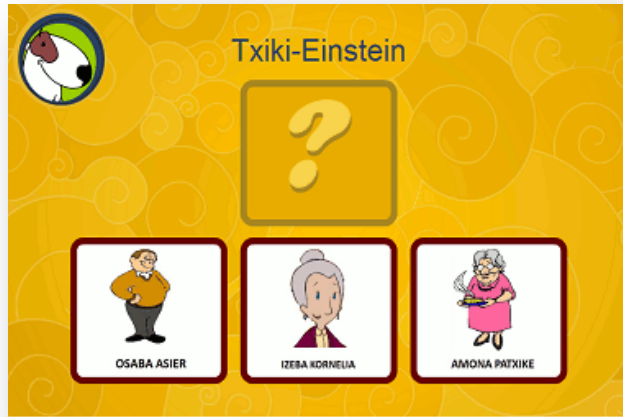 Txiki-Einstein
?
OSABA ASIER
IZEBA KORNELIA
AMONA PATXIKE